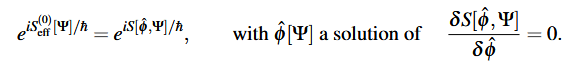 $e^{iS_{\mathrm{eff}}^{(0)}[\Psi]/\hbar} = e^{iS[\hat{\phi},\Psi]/\hbar}, \qquad \text{with } \hat{\phi}[\Psi] \text{ a solution of} \quad \frac{\delta S[\hat{\phi},\Psi]}{\delta \hat{\phi}} = 0.$